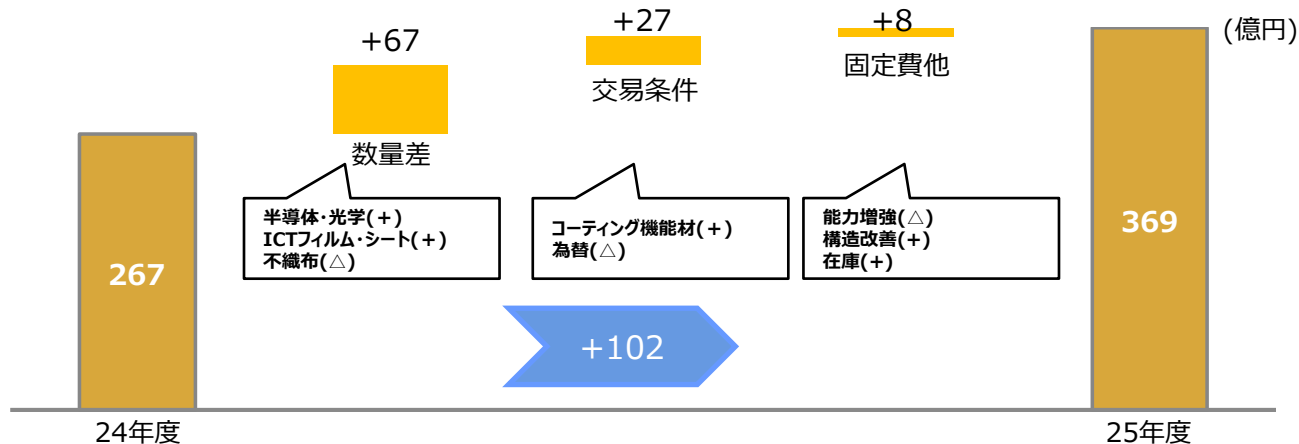 (億円)
+67
数量差
+27
交易条件
+8
固定費他
半導体・光学(+)
ICTフィルム・シート(+)
不織布(△)
コーティング機能材(+)
為替(△)
能力増強(△)
構造改善(+)
在庫(+)
267
369
+102
24年度
25年度